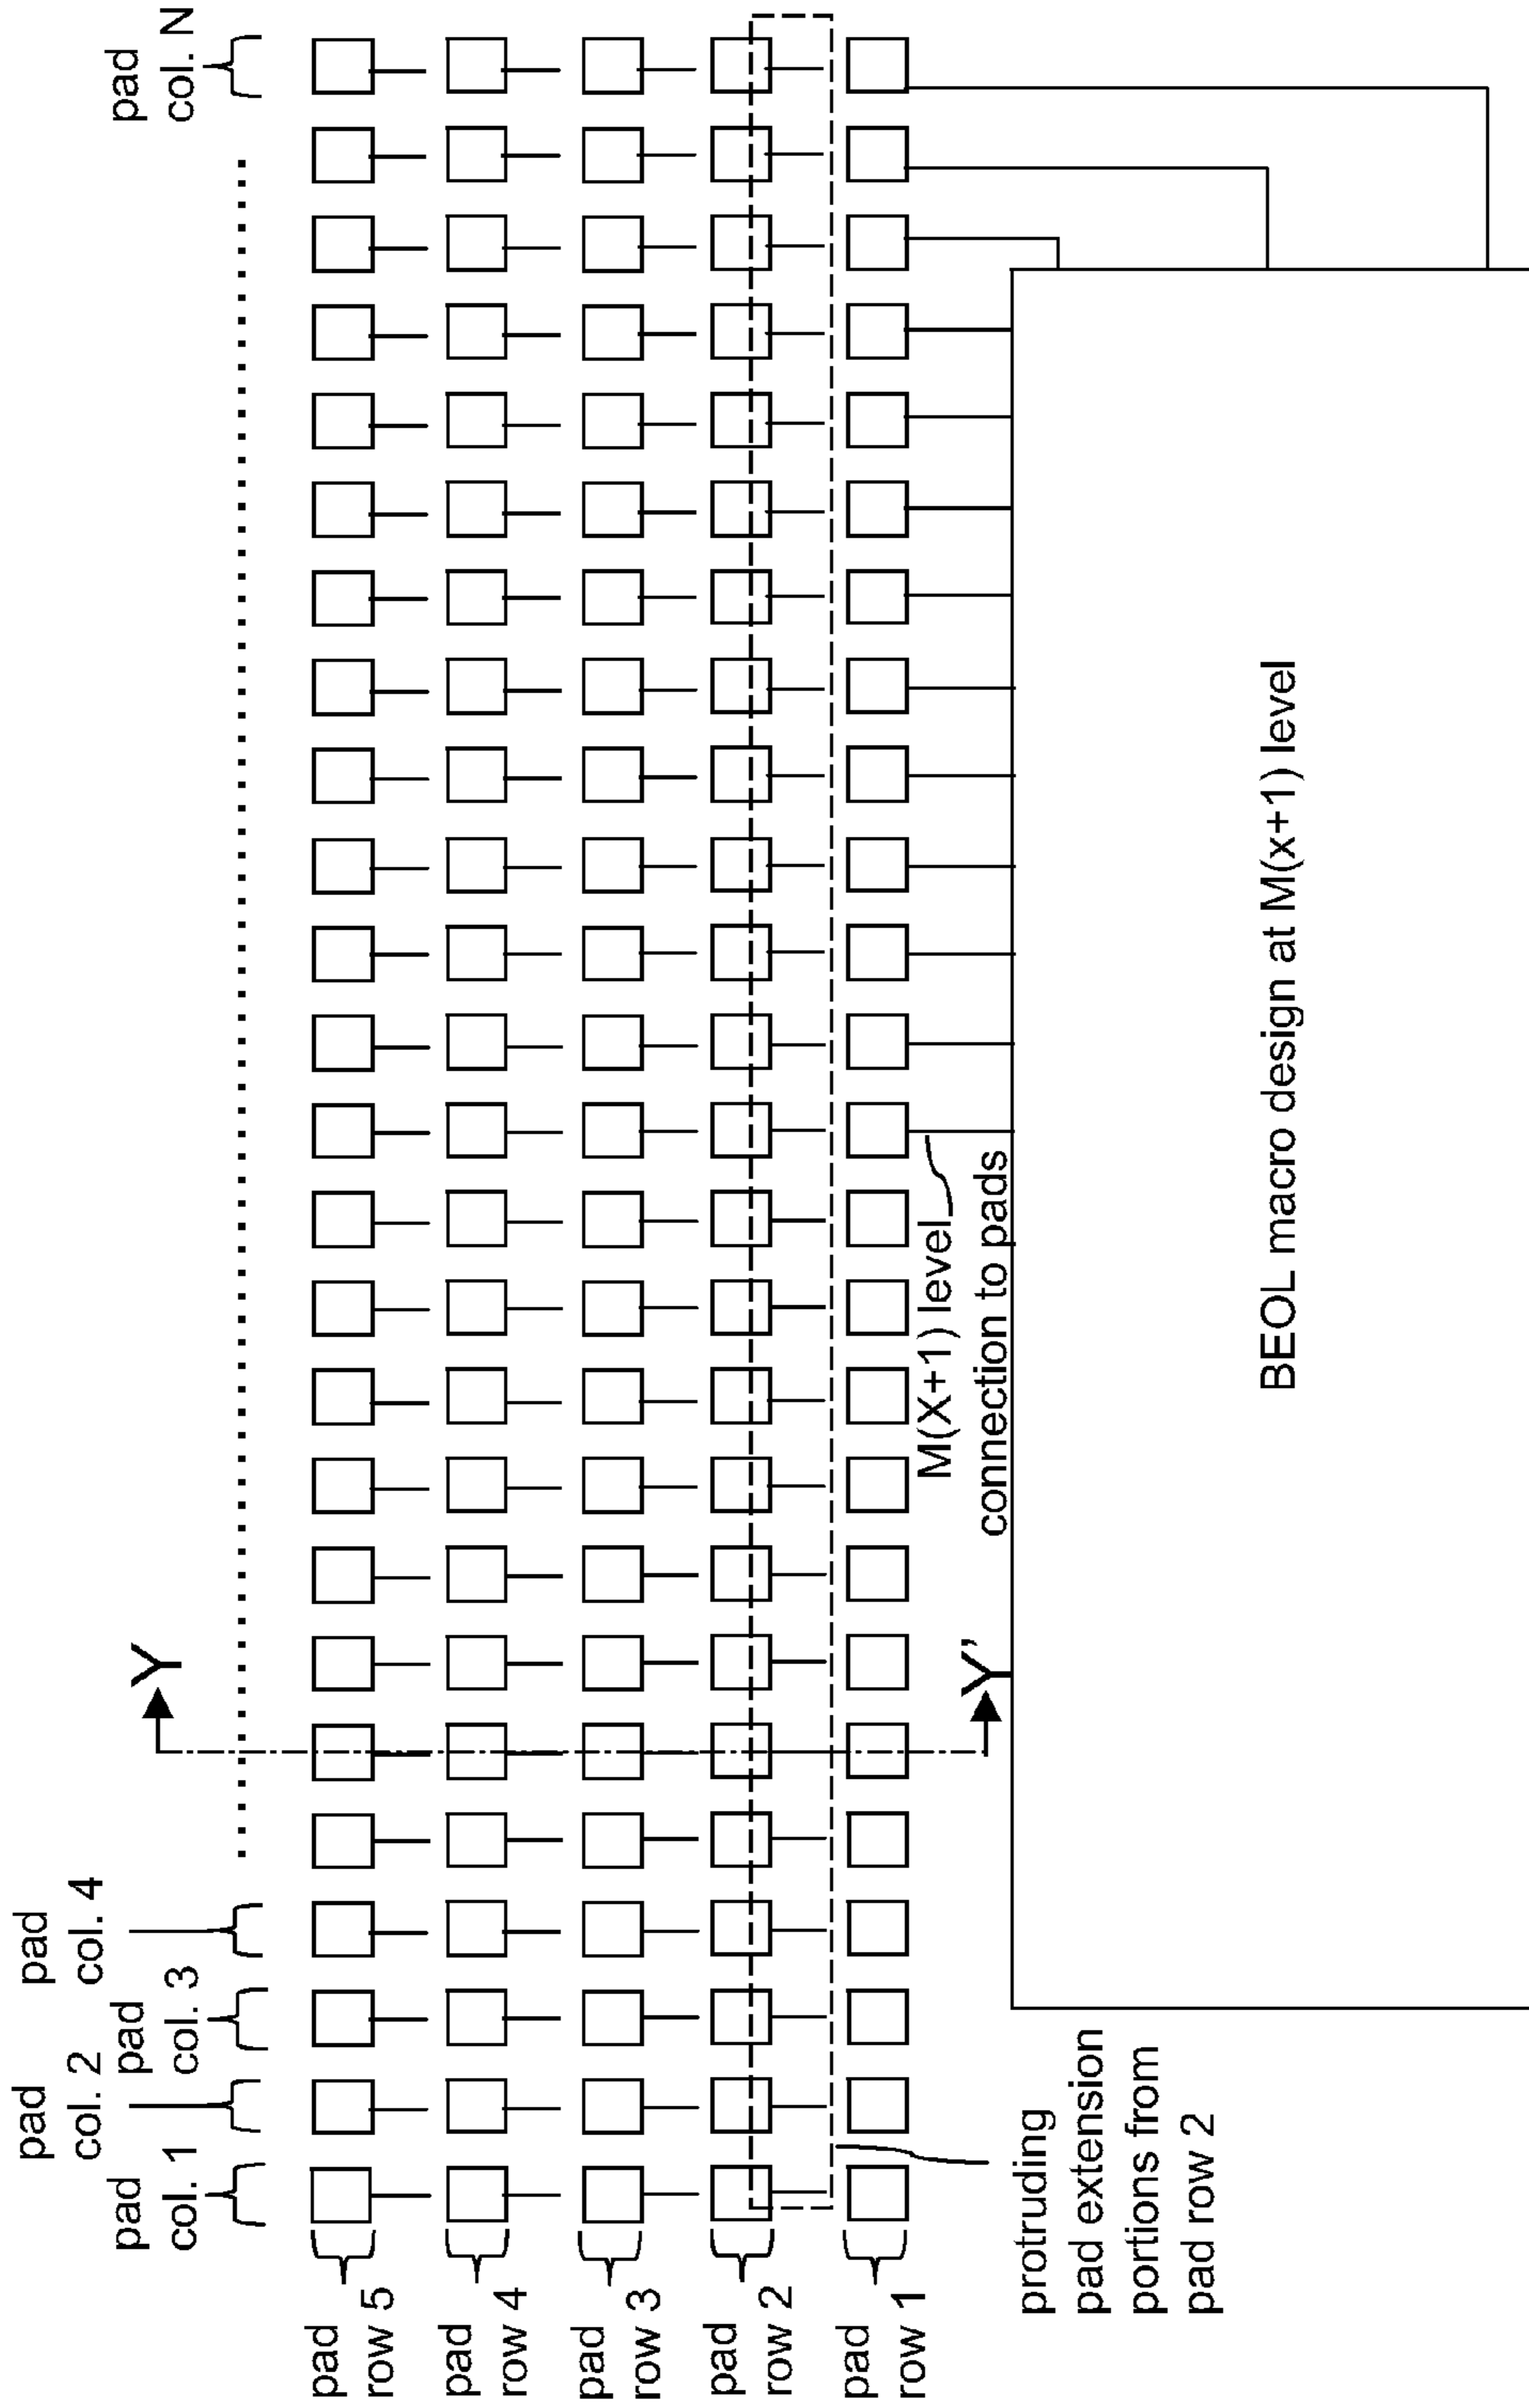 pad
col. 1
pad
col. 2
pad
col. 3
pad
col. 4
pad
col. N
Y
Y'
pad
row 5
pad
row 4
pad
row 3
pad
row 2
pad
row 1
M(X+1) level
connection to pads
protruding
pad extension
portions from
pad row 2
BEOL macro design at M(x+1) level